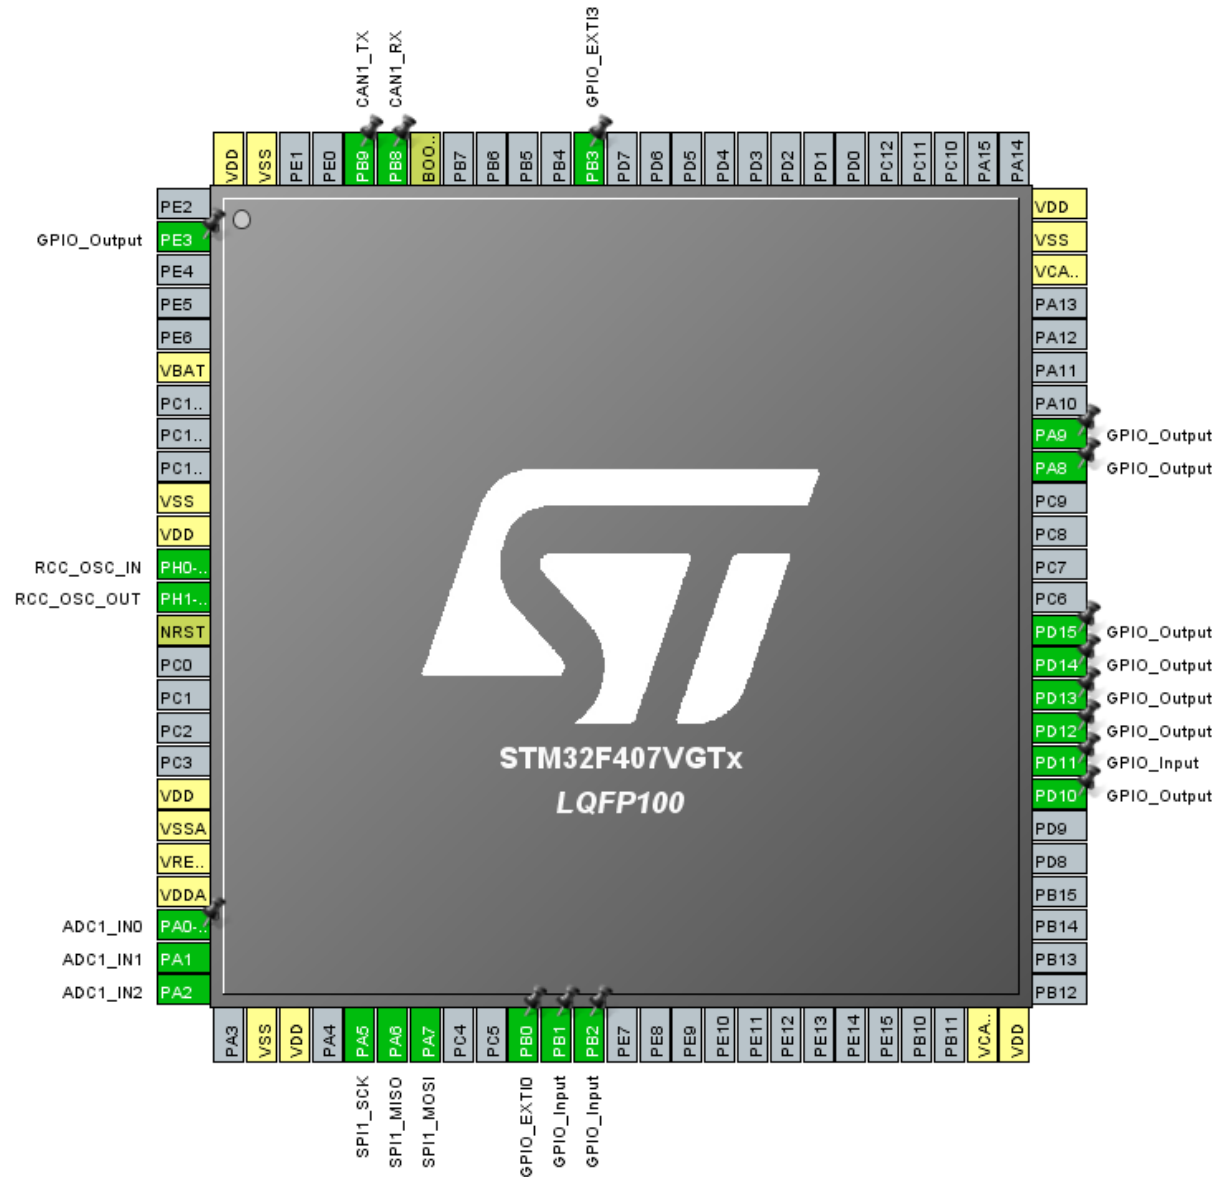 CAN1_TX
CAN1_RX
GPIO_EXTI3
VDD
VSS
PE1
PE0
PB9
PB8
BOO..
PB7
PB6
PB5
PB4
PB3
PD7
PD6
PD5
PD4
PD3
PD2
PD1
PD0
PC12
PC11
PC10
PA15
PA14
PE2
GPIO_Output PE3
PE4
PE5
PE6
VBAT
PC1..
PC1..
PC1..
VSS
VDD
RCC_OSC_IN PH0-..
RCC_OSC_OUT PH1-..
NRST
PC0
PC1
PC2
PC3
VDD
VSSA
VRE..
VDDA
ADC1_IN0 PA0-..
ADC1_IN1 PA1
ADC1_IN2 PA2
ST
STM32F407VGTx
LQFP100
VDD
VSS
VCA..
PA13
PA12
PA11
PA10
PA9 GPIO_Output
PA8 GPIO_Output
PC9
PC8
PC7
PC6
PD15 GPIO_Output
PD14 GPIO_Output
PD13 GPIO_Output
PD12 GPIO_Output
PD11 GPIO_Input
PD10 GPIO_Output
PD9
PD8
PB15
PB14
PB13
PB12
PA3
VSS
VDD
PA4
PA5
PA6
PA7
PC4
PC5
PB0
PB1
PB2
PE7
PE8
PE9
PE10
PE11
PE12
PE13
PE14
PE15
PB10
PB11
VCA..
VDD
SPI1_SCK
SPI1_MISO
SPI1_MOSI
GPIO_EXTI0
GPIO_Input
GPIO_Input